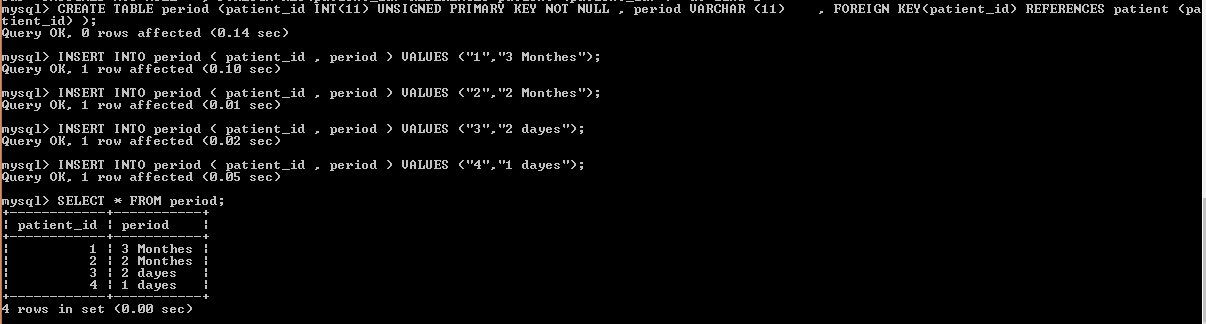 mysql> CREATE TABLE period (patient_id INT(11) UNSIGNED PRIMARY KEY NOT NULL , period VARCHAR (11)    , FOREIGN KEY(patient_id) REFERENCES patient (pa
tient_id) );
Query OK, 0 rows affected (0.14 sec)
mysql> INSERT INTO period ( patient_id , period ) VALUES ("1","3 Monthes");
Query OK, 1 row affected (0.10 sec)
mysql> INSERT INTO period ( patient_id , period ) VALUES ("2","2 Monthes");
Query OK, 1 row affected (0.01 sec)
mysql> INSERT INTO period ( patient_id , period ) VALUES ("3","2 dayes");
Query OK, 1 row affected (0.02 sec)
mysql> INSERT INTO period ( patient_id , period ) VALUES ("4","1 dayes");
Query OK, 1 row affected (0.05 sec)
mysql> SELECT * FROM period;
+------------+-----------+
| patient_id | period    |
+------------+-----------+
|          1 | 3 Monthes |
|          2 | 2 Monthes |
|          3 | 2 dayes   |
|          4 | 1 dayes   |
+------------+-----------+
4 rows in set (0.00 sec)